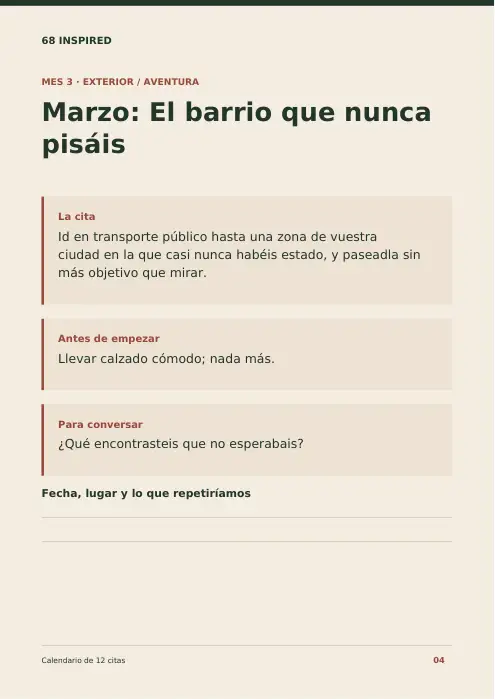 68 INSPIRED
MES 3 · EXTERIOR / AVENTURA
Marzo: El barrio que nunca
pisáis
La cita
Id en transporte público hasta una zona de vuestra
ciudad en la que casi nunca habéis estado, y paseadla sin
más objetivo que mirar.
Antes de empezar
Llevar calzado cómodo; nada más.
Para conversar
¿Qué encontrasteis que no esperabais?
Fecha, lugar y lo que repetiríamos
Calendario de 12 citas
04